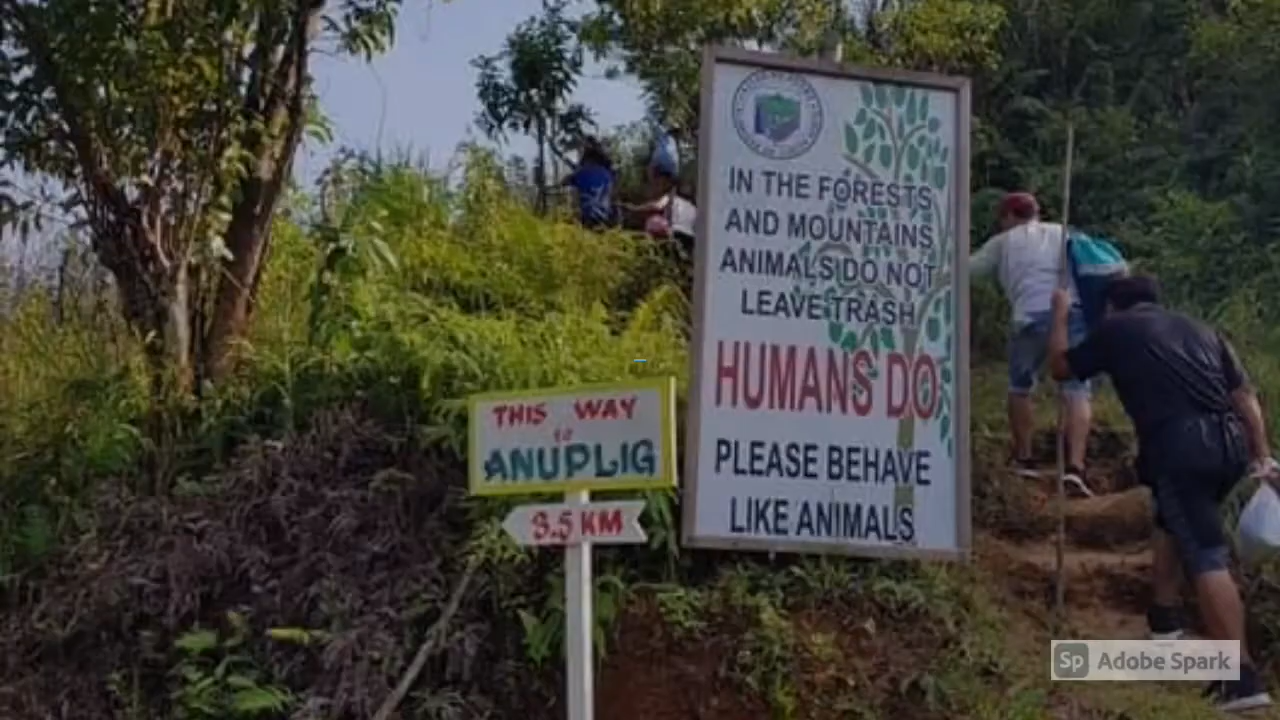 IN THE FORESTS
AND MOUNTAINS
ANIMALS DO NOT
LEAVE TRASH
HUMANS DO
PLEASE BEHAVE
LIKE ANIMALS
THIS WAY
to
ANUPLIG
3.5 KM
Sp Adobe Spark